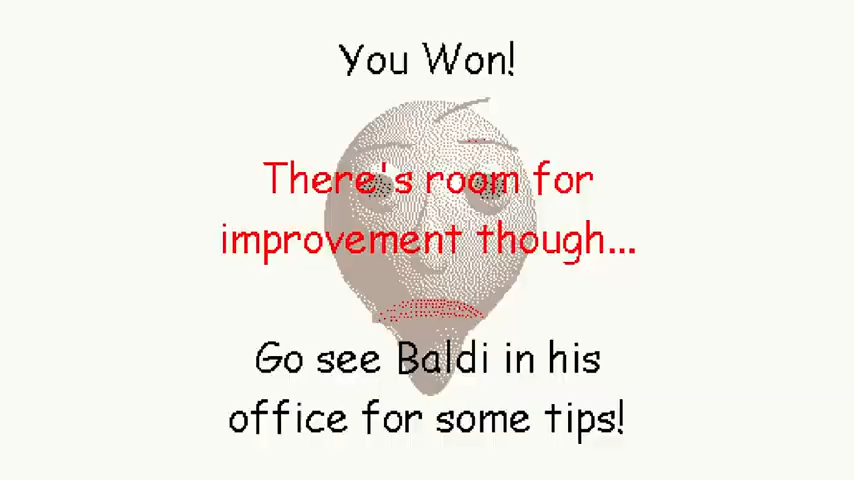 You Won!
There's room for
improvement though...
Go see Baldi in his
office for some tips!